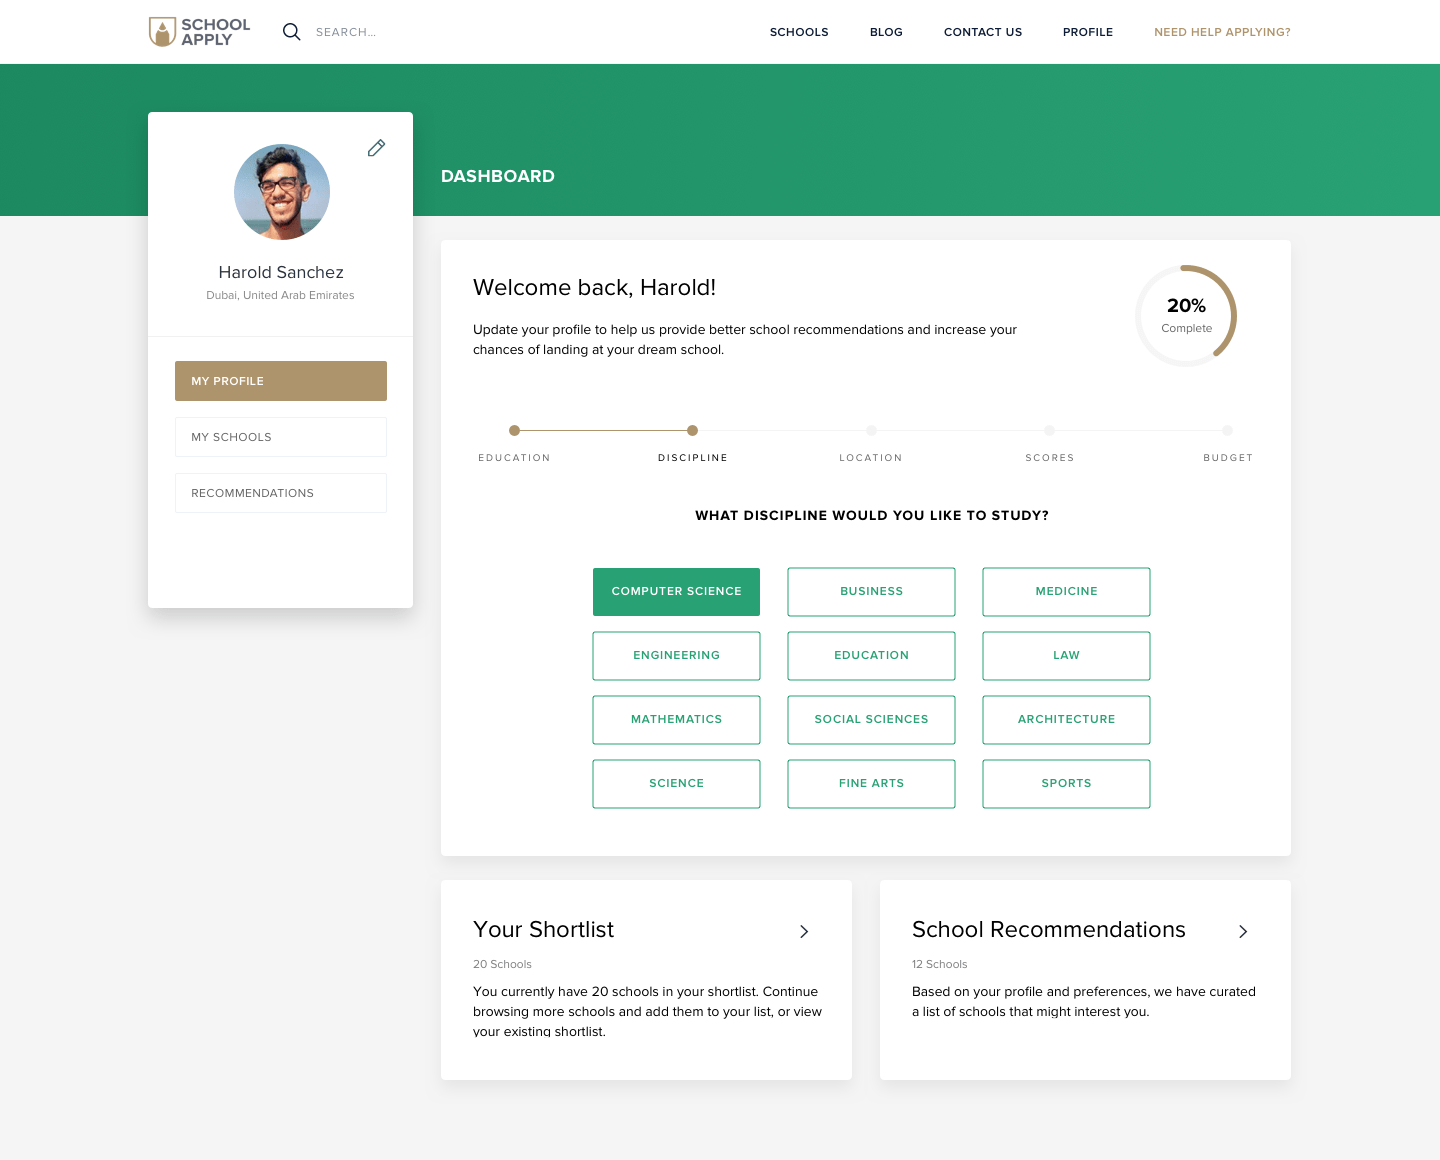 SCHOOL
APPLY
SEARCH...
SCHOOLS
BLOG
CONTACT US
PROFILE
NEED HELP APPLYING?
DASHBOARD
Harold Sanchez
Dubai, United Arab Emirates
MY PROFILE
MY SCHOOLS
RECOMMENDATIONS
Welcome back, Harold!
Update your profile to help us provide better school recommendations and increase your
chances of landing at your dream school.
20%
Complete
EDUCATION
DISCIPLINE
LOCATION
SCORES
BUDGET
WHAT DISCIPLINE WOULD YOU LIKE TO STUDY?
COMPUTER SCIENCE
BUSINESS
MEDICINE
ENGINEERING
EDUCATION
LAW
MATHEMATICS
SOCIAL SCIENCES
ARCHITECTURE
SCIENCE
FINE ARTS
SPORTS
Your Shortlist
20 Schools
You currently have 20 schools in your shortlist. Continue
browsing more schools and add them to your list, or view
your existing shortlist.
School Recommendations
12 Schools
Based on your profile and preferences, we have curated
a list of schools that might interest you.